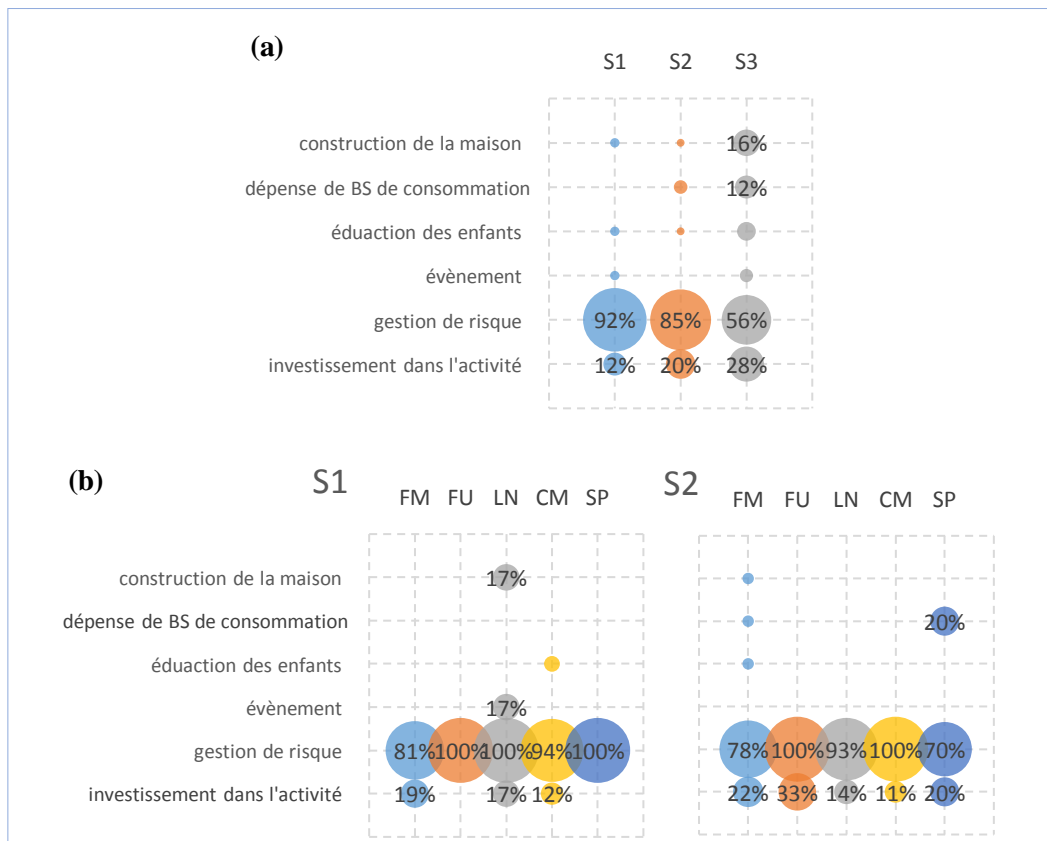 (a)
S1 S2 S3
construction de la maison 16%
dépense de BS de consommation 12%
éduaction des enfants
évènement
gestion de risque 92% 85% 56%
investissement dans l'activité 12% 20% 28%
(b) S1 S2
FM FU LN CM SP FM FU LN CM SP
construction de la maison 17%
dépense de BS de consommation 20%
éduaction des enfants
évènement 17%
gestion de risque 81% 100% 100% 94% 100% 78% 100% 93% 100% 70%
investissement dans l'activité 19% 17% 12% 22% 33% 14% 11% 20%